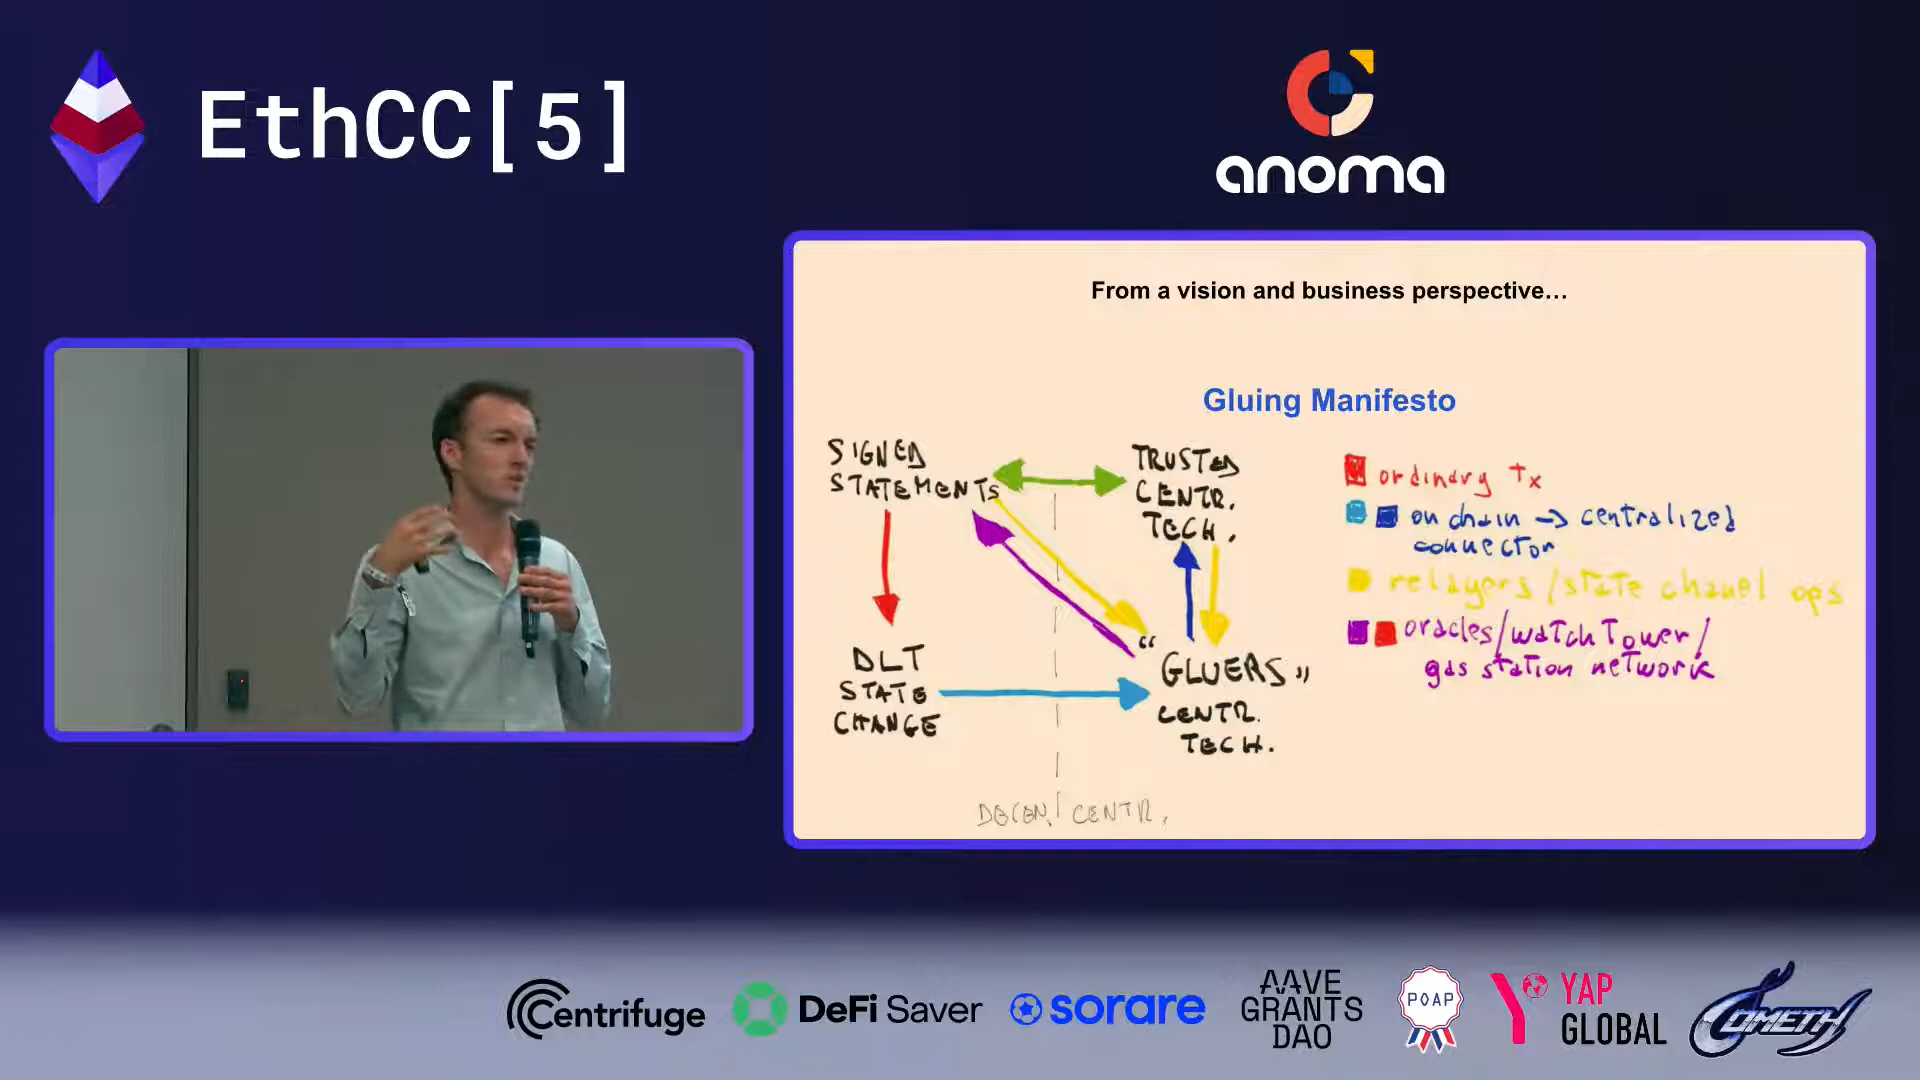 EthCC[5]
anoma
From a vision and business perspective...
Gluing Manifesto
SIGNED
STATEMENTS
TRUSTED
CENTR.
TECH.
DLT
STATE
CHANGE
“GLUERS”
CENTR.
TECH.
DECEN. / CENTR.
ordinary Tx
on chain → centralized
connector
relayers/state channel ops
oracles/watch Tower/
gas station network
Centrifuge
DeFi Saver
sorare
AAVE
GRANTS
DAO
POAP
YAP
GLOBAL
COMETH